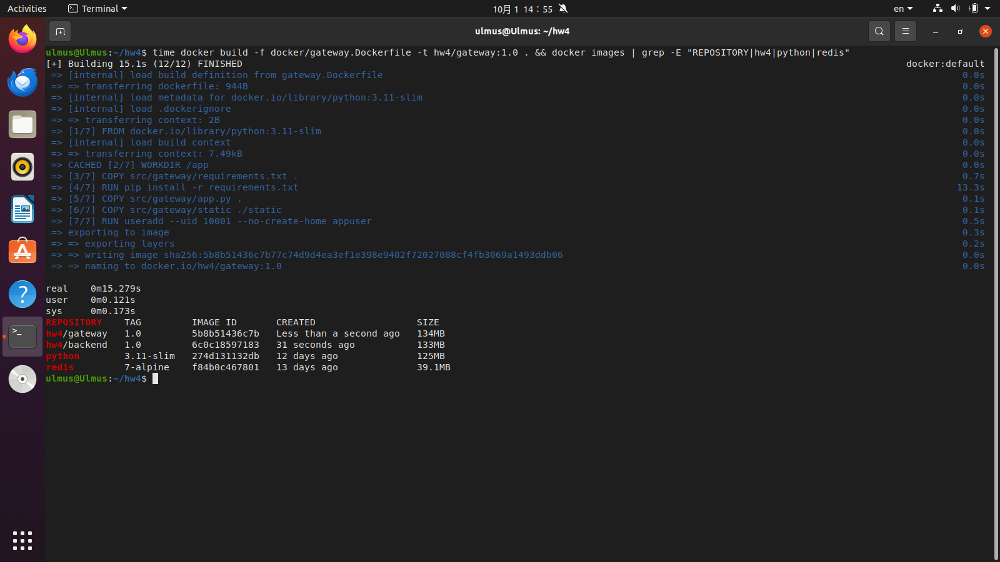 Activities Terminal 10月 1 14：55 en
ulmus@Ulmus: ~/hw4
ulmus@Ulmus:~/hw4$ time docker build -f docker/gateway.Dockerfile -t hw4/gateway:1.0 . && docker images | grep -E "REPOSITORY|hw4|python|redis"
[+] Building 15.1s (12/12) FINISHED docker:default
=> [internal] load build definition from gateway.Dockerfile 0.0s
=> => transferring dockerfile: 944B 0.0s
=> [internal] load metadata for docker.io/library/python:3.11-slim 0.0s
=> [internal] load .dockerignore 0.0s
=> => transferring context: 2B 0.0s
=> [1/7] FROM docker.io/library/python:3.11-slim 0.0s
=> [internal] load build context 0.0s
=> => transferring context: 7.49kB 0.0s
=> CACHED [2/7] WORKDIR /app 0.0s
=> [3/7] COPY src/gateway/requirements.txt . 0.7s
=> [4/7] RUN pip install -r requirements.txt 13.3s
=> [5/7] COPY src/gateway/app.py . 0.1s
=> [6/7] COPY src/gateway/static ./static 0.1s
=> [7/7] RUN useradd --uid 10001 --no-create-home appuser 0.5s
=> exporting to image 0.3s
=> => exporting layers 0.2s
=> => writing image sha256:5b8b51436c7b77c74d9d4ea3ef1e398e9402f72027088cf4fb3069a1493ddb06 0.0s
=> => naming to docker.io/hw4/gateway:1.0 0.0s
real 0m15.279s
user 0m0.121s
sys 0m0.173s
REPOSITORY TAG IMAGE ID CREATED SIZE
hw4/gateway 1.0 5b8b51436c7b Less than a second ago 134MB
hw4/backend 1.0 6c0c18597183 31 seconds ago 133MB
python 3.11-slim 274d131132db 12 days ago 125MB
redis 7-alpine f84b0c467801 13 days ago 39.1MB
ulmus@Ulmus:~/hw4$